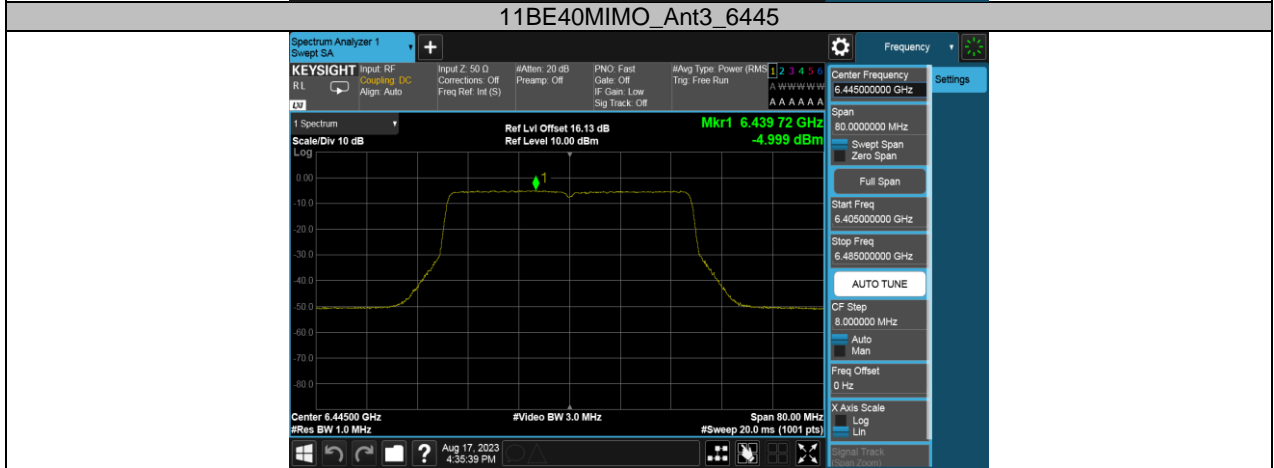 11BE40MIMO_Ant3_6445
Spectrum Analyzer 1
Swept SA
+
Frequency
KEYSIGHT
RL
LXI
Input: RF
Coupling: DC
Align: Auto
Input Z: 50 Ω
Corrections: Off
Freq Ref: Int (S)
#Atten: 20 dB
Preamp: Off
PNO: Fast
Gate: Off
IF Gain: Low
Sig Track: Off
#Avg Type: Power (RMS
Trig: Free Run
1 2 3 4 5 6
A W W W W W
A A A A A A
Center Frequency
6.445000000 GHz
Settings
1 Spectrum
Scale/Div 10 dB
Log
Ref Lvl Offset 16.13 dB
Ref Level 10.00 dBm
Mkr1 6.439 72 GHz
-4.999 dBm
1
0.00
-10.0
-20.0
-30.0
-40.0
-50.0
-60.0
-70.0
-80.0
Center 6.44500 GHz
#Res BW 1.0 MHz
#Video BW 3.0 MHz
Span 80.00 MHz
#Sweep 20.0 ms (1001 pts)
Span
80.0000000 MHz
Swept Span
Zero Span
Full Span
Start Freq
6.405000000 GHz
Stop Freq
6.485000000 GHz
AUTO TUNE
CF Step
8.000000 MHz
Auto
Man
Freq Offset
0 Hz
X Axis Scale
Log
Lin
Signal Track
(Span Zoom)
?
Aug 17, 2023
4:35:39 PM